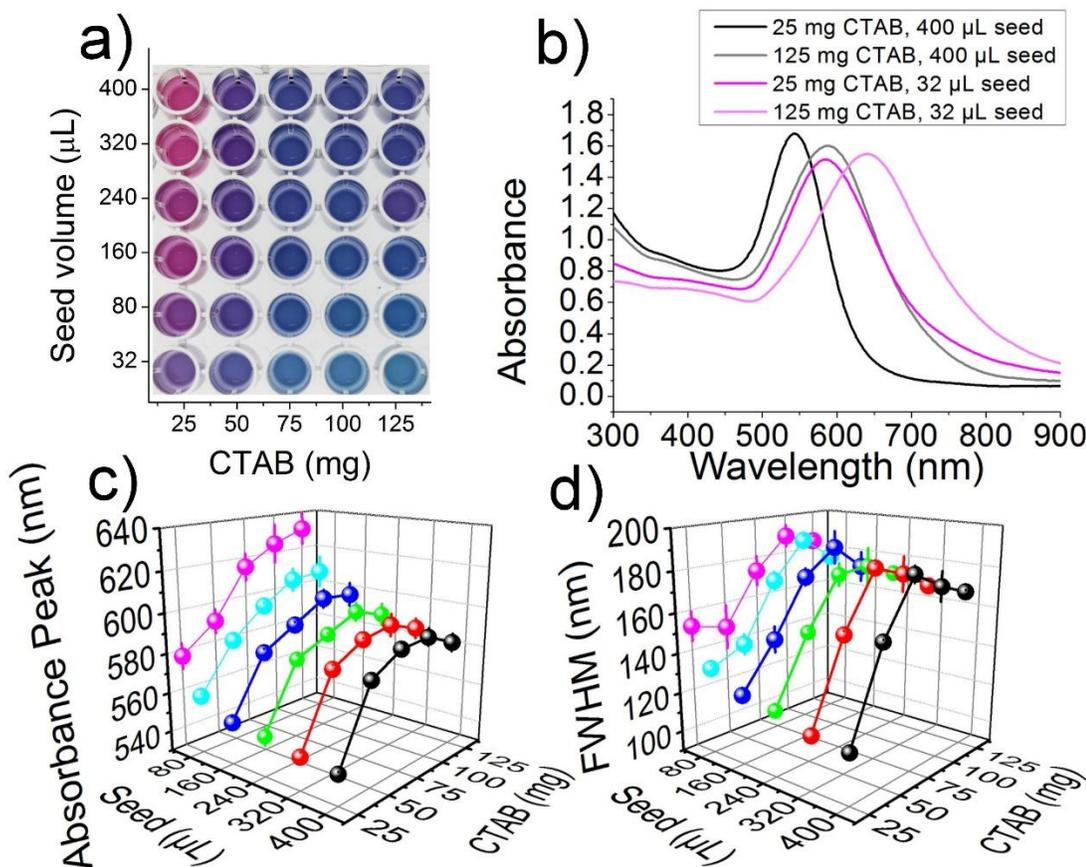 a)
Seed volume (µL)
400
320
240
160
80
32
25 50 75 100 125
CTAB (mg)
b)
25 mg CTAB, 400 µL seed
125 mg CTAB, 400 µL seed
25 mg CTAB, 32 µL seed
125 mg CTAB, 32 µL seed
Absorbance
1.8
1.6
1.4
1.2
1.0
0.8
0.6
0.4
0.2
0.0
300 400 500 600 700 800 900
Wavelength (nm)
c)
Absorbance Peak (nm)
640
620
600
580
560
540
80
160
240
320
400
Seed (µL)
25
50
75
100
125
CTAB (mg)
d)
FWHM (nm)
200
180
160
140
120
100
80
160
240
320
400
Seed (µL)
25
50
75
100
125
CTAB (mg)